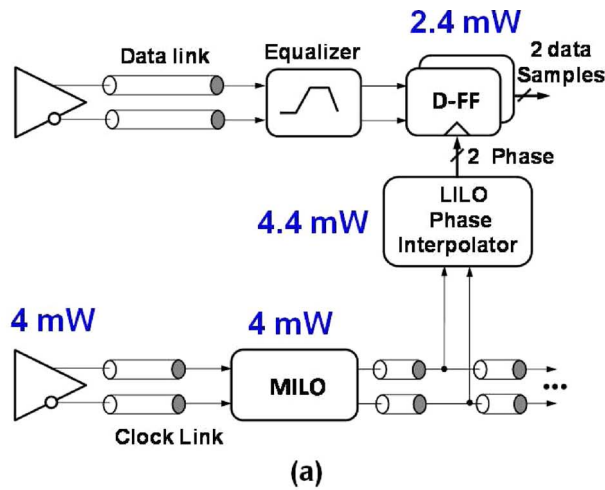 2.4 mW
Data link
Equalizer
2 data
Samples
D-FF
2 Phase
LILO
Phase
Interpolator
4.4 mW
4 mW
4 mW
MILO
...
Clock Link
(a)